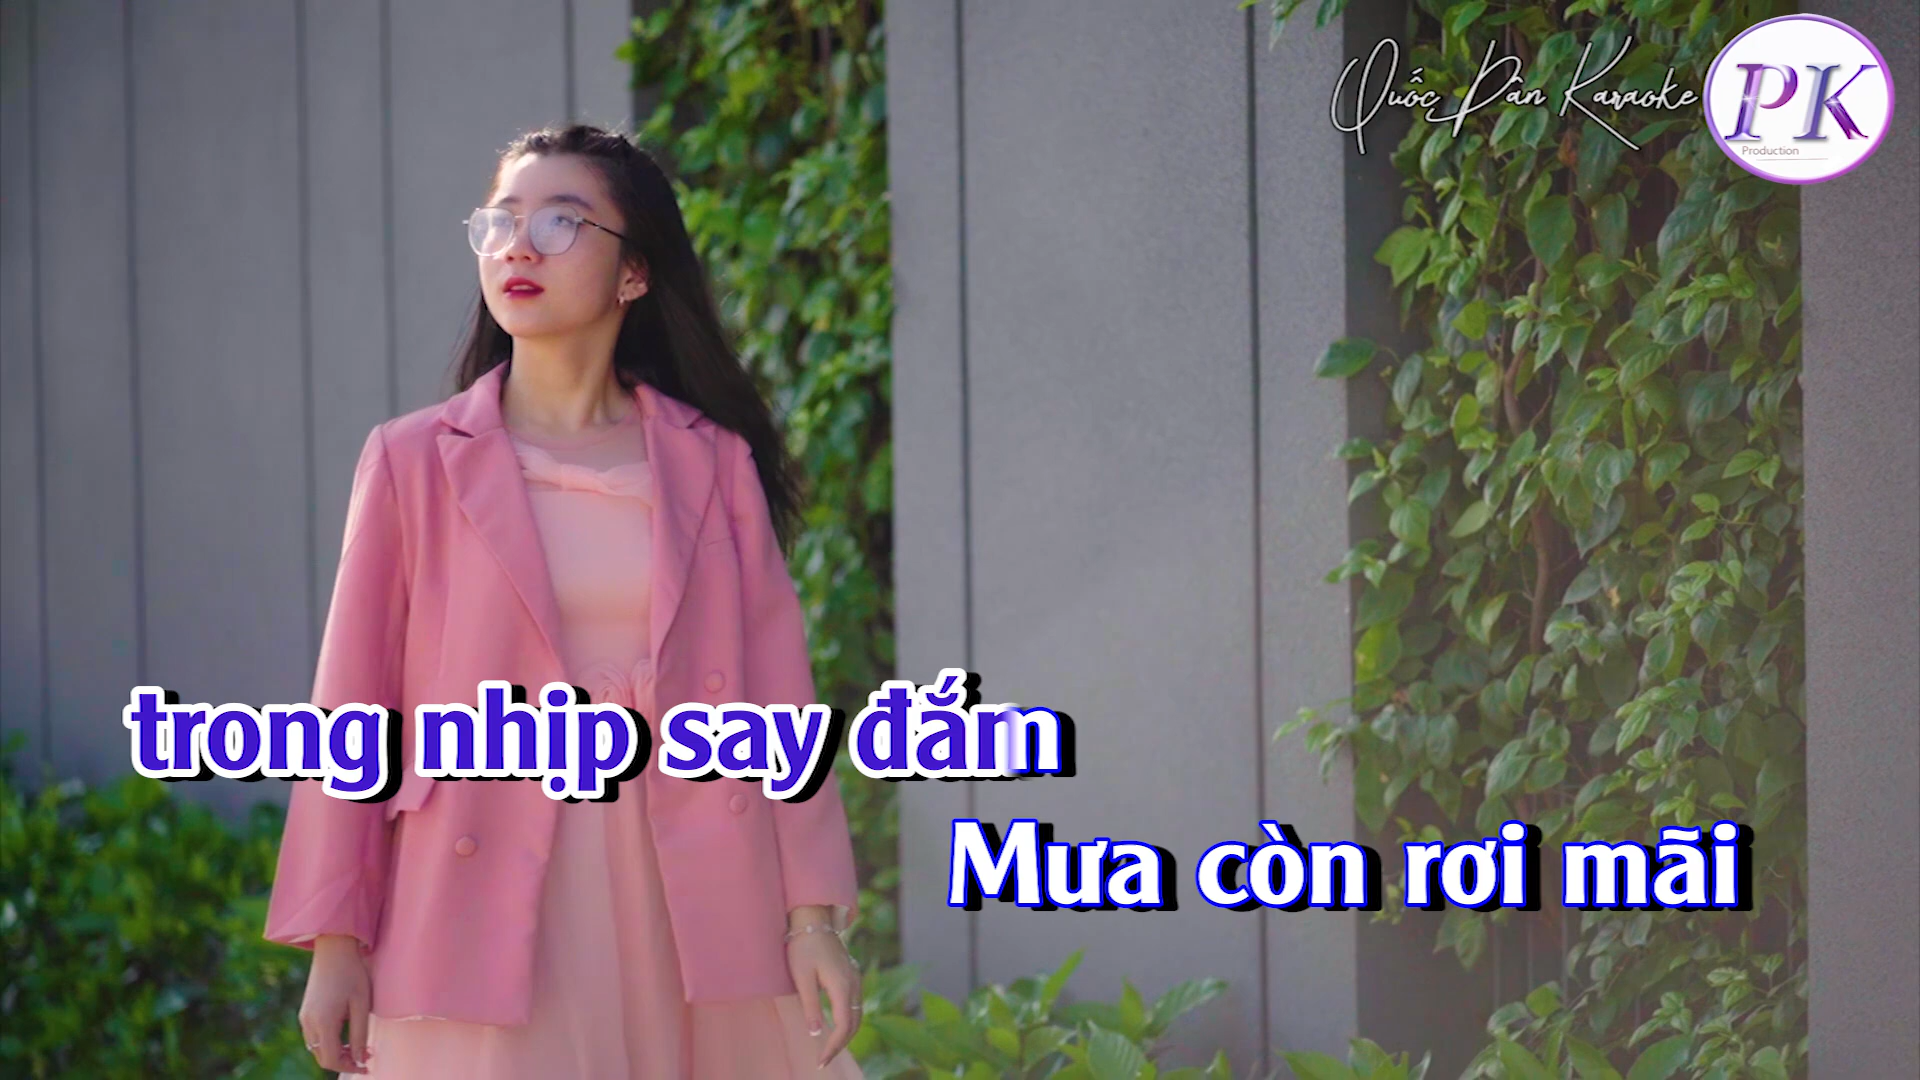 Quốc Dân Karaoke
PK
Production
trong nhịp say đắm
Mưa còn rơi mãi